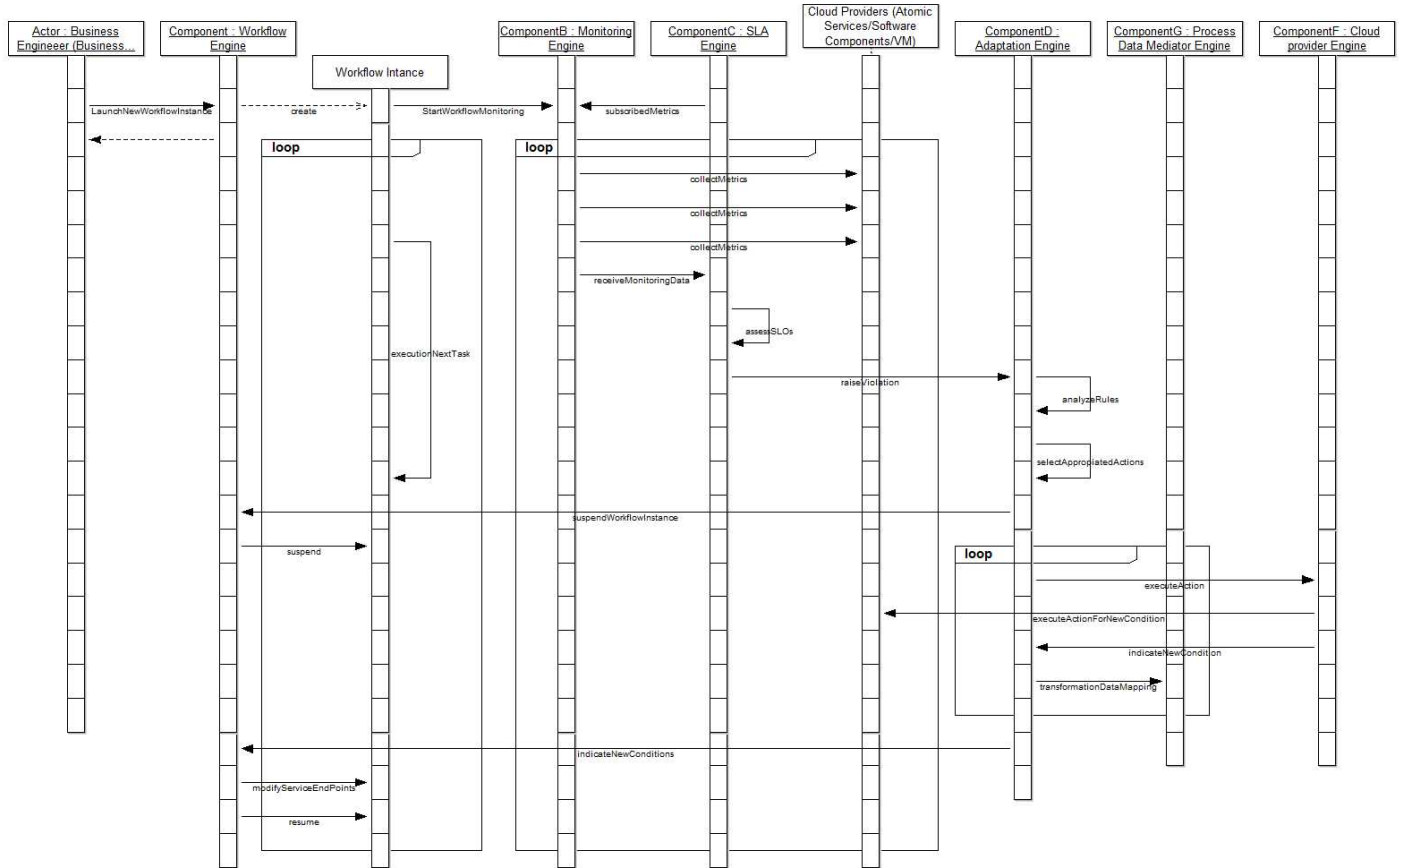 Actor : Business
Engineeer (Business...
Component : Workflow
Engine
Workflow Intance
ComponentB : Monitoring
Engine
ComponentC : SLA
Engine
Cloud Providers (Atomic
Services/Software
Components/VM)
ComponentD :
Adaptation Engine
ComponentG : Process
Data Mediator Engine
ComponentF : Cloud
provider Engine
LaunchNewWorkflowInstance
create
StartWorkflowMonitoring
subscribedMetrics
loop
loop
collectMetrics
collectMetrics
collectMetrics
receiveMonitoringData
assessSLOs
executionNextTask
raiseViolation
analyzeRules
selectAppropiatedActions
suspendWorkflowInstance
suspend
loop
executeAction
executeActionForNewCondition
indicateNewCondition
transformationDataMapping
indicateNewConditions
modifyServiceEndPoints
resume